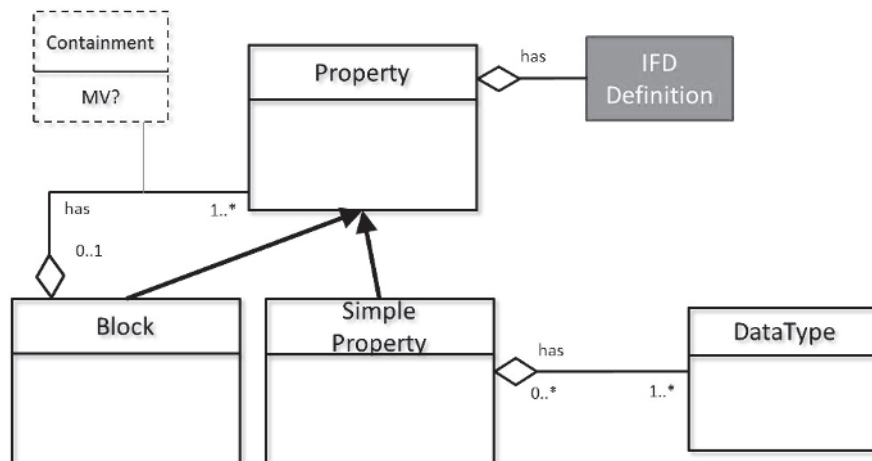 Containment
MV?
Property
has
IFD
Definition
has
1..*
0..1
Block
Simple
Property
has
0..*
1..*
DataType